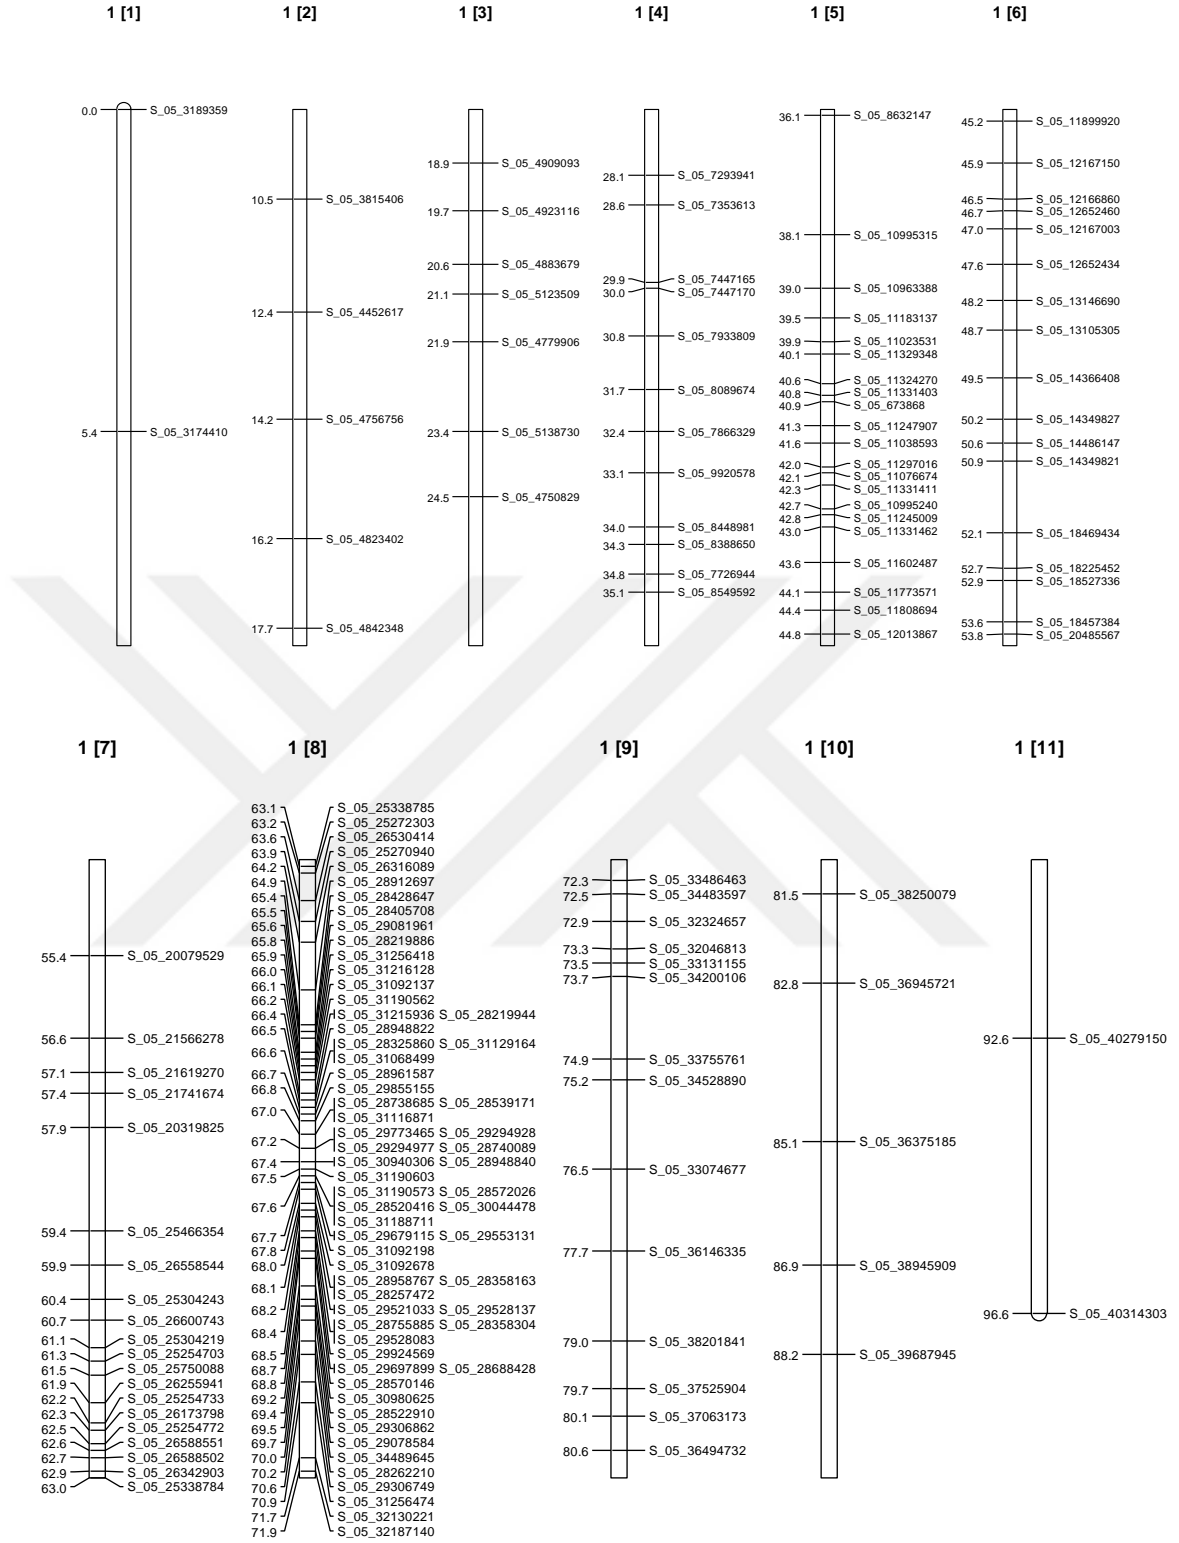 1 [1]
0.0 S_05_3189359
5.4 S_05_3174410
1 [2]
10.5 S_05_3815406
12.4 S_05_4452617
14.2 S_05_4756756
16.2 S_05_4823402
17.7 S_05_4842348
1 [3]
18.9 S_05_4909093
19.7 S_05_4923116
20.6 S_05_4883679
21.1 S_05_5123509
21.9 S_05_4779906
23.4 S_05_5138730
24.5 S_05_4750829
1 [4]
28.1 S_05_7293941
28.6 S_05_7353613
29.9 S_05_7447165
30.0 S_05_7447170
30.8 S_05_7933809
31.7 S_05_8089674
32.4 S_05_7866329
33.1 S_05_9920578
34.0 S_05_8448981
34.3 S_05_8388650
34.8 S_05_7726944
35.1 S_05_8549592
1 [5]
36.1 S_05_8632147
38.1 S_05_10995315
39.0 S_05_10963388
39.5 S_05_11183137
39.9 S_05_11023531
40.1 S_05_11329348
40.6 S_05_11324270
40.8 S_05_11331403
40.9 S_05_673868
41.3 S_05_11247907
41.6 S_05_11038593
42.0 S_05_11297016
42.1 S_05_11076674
42.3 S_05_11331411
42.7 S_05_10995240
42.8 S_05_11245009
43.0 S_05_11331462
43.6 S_05_11602487
44.1 S_05_11773571
44.4 S_05_11808694
44.8 S_05_12013867
1 [6]
45.2 S_05_11899920
45.9 S_05_12167150
46.5 S_05_12166860
46.7 S_05_12652460
47.0 S_05_12167003
47.6 S_05_12652434
48.2 S_05_13146690
48.7 S_05_13105305
49.5 S_05_14366408
50.2 S_05_14349827
50.6 S_05_14486147
50.9 S_05_14349821
52.1 S_05_18469434
52.7 S_05_18225452
52.9 S_05_18527336
53.6 S_05_18457384
53.8 S_05_20485567
1 [7]
55.4 S_05_20079529
56.6 S_05_21566278
57.1 S_05_21619270
57.4 S_05_21741674
57.9 S_05_20319825
59.4 S_05_25466354
59.9 S_05_26558544
60.4 S_05_25304243
60.7 S_05_26600743
61.1 S_05_25304219
61.3 S_05_25254703
61.5 S_05_25750088
61.9 S_05_26255941
62.2 S_05_25254733
62.3 S_05_26173798
62.5 S_05_25254772
62.6 S_05_26588551
62.7 S_05_26588502
62.9 S_05_26342903
63.0 S_05_25338784
1 [8]
63.1 S_05_25338785
63.2 S_05_25272303
63.6 S_05_26530414
63.9 S_05_25270940
64.2 S_05_26316089
64.9 S_05_28912697
65.4 S_05_28428647
65.5 S_05_28405708
65.6 S_05_29081961
65.8 S_05_28219886
65.9 S_05_31256418
66.0 S_05_31216128
66.1 S_05_31092137
66.2 S_05_31190562
66.4 S_05_31215936 S_05_28219944
66.5 S_05_28948822
66.6 S_05_28325860 S_05_31129164
S_05_31068499
66.7 S_05_28961587
66.8 S_05_29855155
67.0 S_05_28738685 S_05_28539171
S_05_31116871
67.2 S_05_29773465 S_05_29294928
S_05_29294977 S_05_28740089
67.4 S_05_30940306 S_05_28948840
67.5 S_05_31190603
S_05_31190573 S_05_28572026
67.6 S_05_28520416 S_05_30044478
S_05_31188711
67.7 S_05_29679115 S_05_29553131
67.8 S_05_31092198
68.0 S_05_31092678
68.1 S_05_28958767 S_05_28358163
S_05_28257472
68.2 S_05_29521033 S_05_29528137
68.4 S_05_28755885 S_05_28358304
S_05_29528083
68.5 S_05_29924569
68.7 S_05_29697899 S_05_28688428
68.8 S_05_28570146
69.2 S_05_30980625
69.4 S_05_28522910
69.5 S_05_29306862
69.7 S_05_29078584
70.0 S_05_34489645
70.2 S_05_28262210
70.6 S_05_29306749
70.9 S_05_31256474
71.7 S_05_32130221
71.9 S_05_32187140
1 [9]
72.3 S_05_33486463
72.5 S_05_34483597
72.9 S_05_32324657
73.3 S_05_32046813
73.5 S_05_33131155
73.7 S_05_34200106
74.9 S_05_33755761
75.2 S_05_34528890
76.5 S_05_33074677
77.7 S_05_36146335
79.0 S_05_38201841
79.7 S_05_37525904
80.1 S_05_37063173
80.6 S_05_36494732
1 [10]
81.5 S_05_38250079
82.8 S_05_36945721
85.1 S_05_36375185
86.9 S_05_38945909
88.2 S_05_39687945
1 [11]
92.6 S_05_40279150
96.6 S_05_40314303